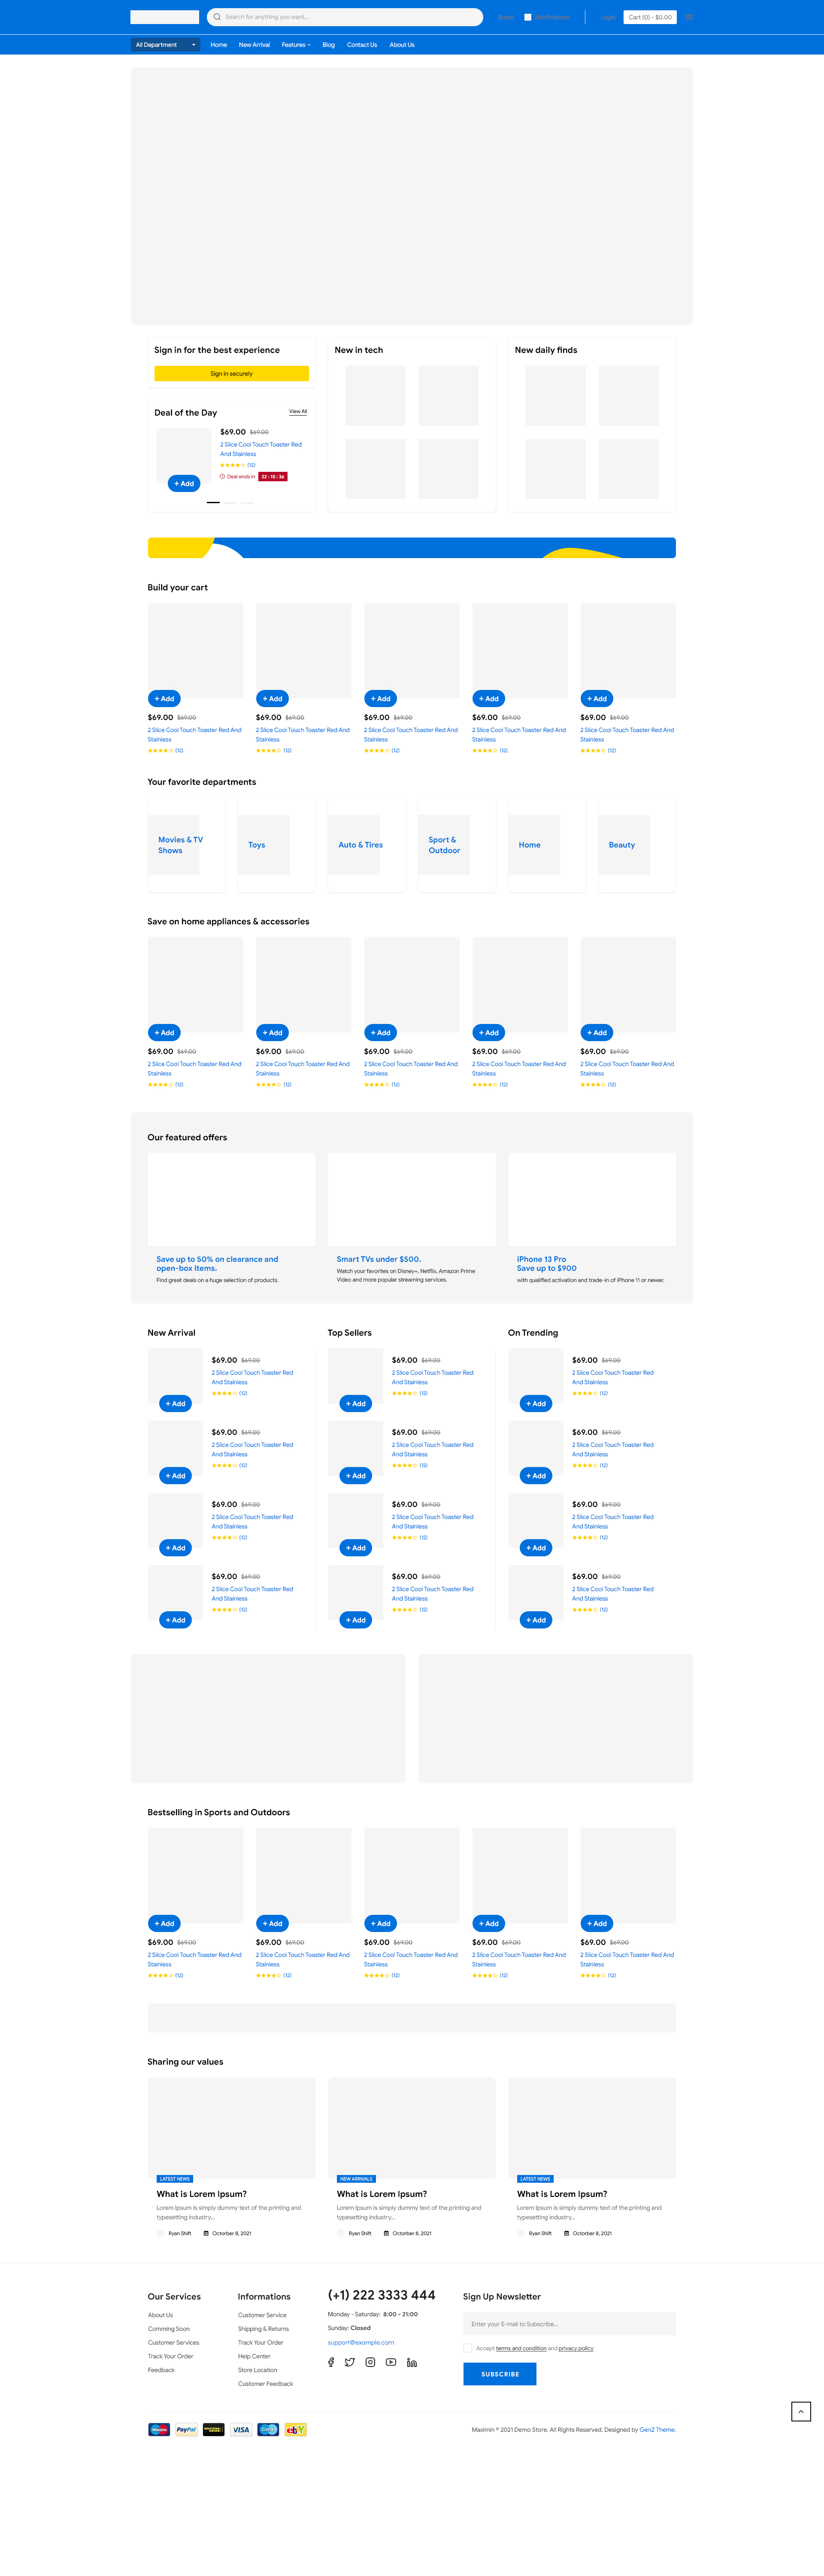 Search for anything you want...
Brand
Notifications
Login
Cart (0) - $0.00
All Department
Home
New Arrival
Features
Blog
Contact Us
About Us
Sign in for the best experience
Sign in securely
Deal of the Day
View All
$69.00 $69.00
2 Slice Cool Touch Toaster Red
And Stainless
(12)
Deal ends in
+ Add
New in tech
New daily finds
Build your cart
+ Add
+ Add
+ Add
+ Add
+ Add
$69.00 $69.00
2 Slice Cool Touch Toaster Red And
Stainless
(12)
$69.00 $69.00
2 Slice Cool Touch Toaster Red And
Stainless
(12)
$69.00 $69.00
2 Slice Cool Touch Toaster Red And
Stainless
(12)
$69.00 $69.00
2 Slice Cool Touch Toaster Red And
Stainless
(12)
$69.00 $69.00
2 Slice Cool Touch Toaster Red And
Stainless
(12)
Your favorite departments
Movies & TV
Shows
Toys
Auto & Tires
Sport &
Outdoor
Home
Beauty
Save on home appliances & accessories
+ Add
+ Add
+ Add
+ Add
+ Add
$69.00 $69.00
2 Slice Cool Touch Toaster Red And
Stainless
(12)
$69.00 $69.00
2 Slice Cool Touch Toaster Red And
Stainless
(12)
$69.00 $69.00
2 Slice Cool Touch Toaster Red And
Stainless
(12)
$69.00 $69.00
2 Slice Cool Touch Toaster Red And
Stainless
(12)
$69.00 $69.00
2 Slice Cool Touch Toaster Red And
Stainless
(12)
Our featured offers
Save up to 50% on clearance and
open-box items.
Find great deals on a huge selection of products.
Smart TVs under $500.
Watch your favorites on Disney+, Netflix, Amazon Prime
Video and more popular streaming services.
iPhone 13 Pro
Save up to $900
with qualified activation and trade-in of iPhone 11 or newer.
New Arrival
$69.00 $69.00
2 Slice Cool Touch Toaster Red
And Stainless
(12)
+ Add
$69.00 $69.00
2 Slice Cool Touch Toaster Red
And Stainless
(12)
+ Add
$69.00 $69.00
2 Slice Cool Touch Toaster Red
And Stainless
(12)
+ Add
$69.00 $69.00
2 Slice Cool Touch Toaster Red
And Stainless
(12)
+ Add
Top Sellers
$69.00 $69.00
2 Slice Cool Touch Toaster Red
And Stainless
(12)
+ Add
$69.00 $69.00
2 Slice Cool Touch Toaster Red
And Stainless
(12)
+ Add
$69.00 $69.00
2 Slice Cool Touch Toaster Red
And Stainless
(12)
+ Add
$69.00 $69.00
2 Slice Cool Touch Toaster Red
And Stainless
(12)
+ Add
On Trending
$69.00 $69.00
2 Slice Cool Touch Toaster Red
And Stainless
(12)
+ Add
$69.00 $69.00
2 Slice Cool Touch Toaster Red
And Stainless
(12)
+ Add
$69.00 $69.00
2 Slice Cool Touch Toaster Red
And Stainless
(12)
+ Add
$69.00 $69.00
2 Slice Cool Touch Toaster Red
And Stainless
(12)
+ Add
Bestselling in Sports and Outdoors
+ Add
+ Add
+ Add
+ Add
+ Add
$69.00 $69.00
2 Slice Cool Touch Toaster Red And
Stainless
(12)
$69.00 $69.00
2 Slice Cool Touch Toaster Red And
Stainless
(12)
$69.00 $69.00
2 Slice Cool Touch Toaster Red And
Stainless
(12)
$69.00 $69.00
2 Slice Cool Touch Toaster Red And
Stainless
(12)
$69.00 $69.00
2 Slice Cool Touch Toaster Red And
Stainless
(12)
Sharing our values
LATEST NEWS
What is Lorem Ipsum?
Lorem Ipsum is simply dummy text of the printing and
typesetting industry...
Ryan Shift
Octorber 8, 2021
NEW ARRIVALS
What is Lorem Ipsum?
Lorem Ipsum is simply dummy text of the printing and
typesetting industry...
Ryan Shift
Octorber 8, 2021
LATEST NEWS
What is Lorem Ipsum?
Lorem Ipsum is simply dummy text of the printing and
typesetting industry...
Ryan Shift
Octorber 8, 2021
Our Services
About Us
Comming Soon
Customer Services
Track Your Order
Feedback
Informations
Customer Service
Shipping & Returns
Track Your Order
Help Center
Store Location
Customer Feedback
(+1) 222 3333 444
Monday - Saturday: 8:00 - 21:00
Sunday: Closed
support@example.com
Sign Up Newsletter
Enter your E-mail to Subscribe...
Accept terms and condition and privacy policy
SUBSCRIBE
PayPal
VISA
Cirrus
ebY
Maximin © 2021 Demo Store. All Rights Reserved. Designed by GenZ Theme.